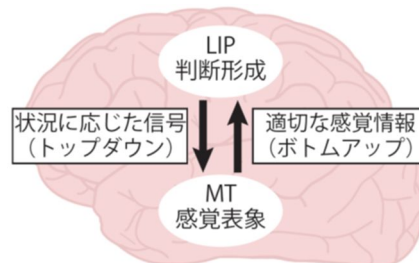 LIP
判断形成
状況に応じた信号
（トップダウン）
適切な感覚情報
（ボトムアップ）
MT
感覚表象